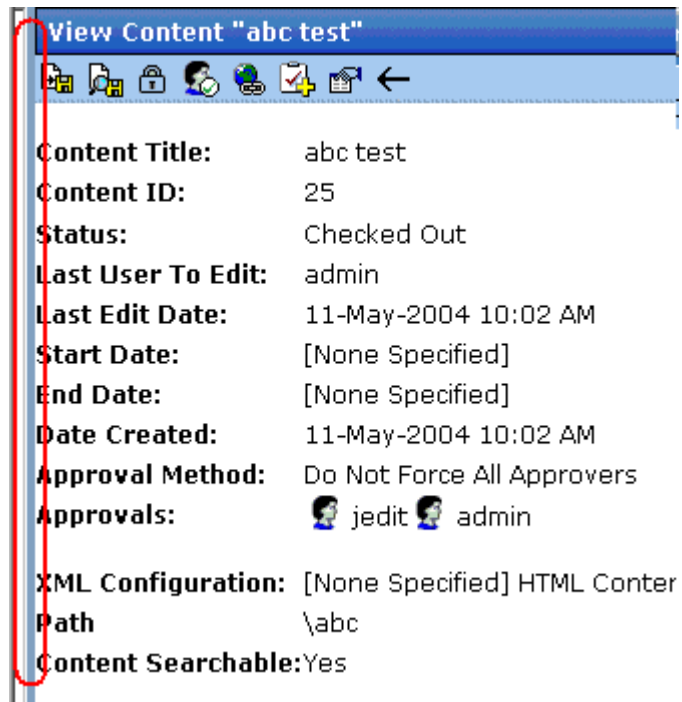 View Content "abc test"
Content Title: abc test
Content ID: 25
Status: Checked Out
Last User To Edit: admin
Last Edit Date: 11-May-2004 10:02 AM
Start Date: [None Specified]
End Date: [None Specified]
Date Created: 11-May-2004 10:02 AM
Approval Method: Do Not Force All Approvers
Approvals: jedit admin
XML Configuration: [None Specified] HTML Conten
Path \abc
Content Searchable:Yes